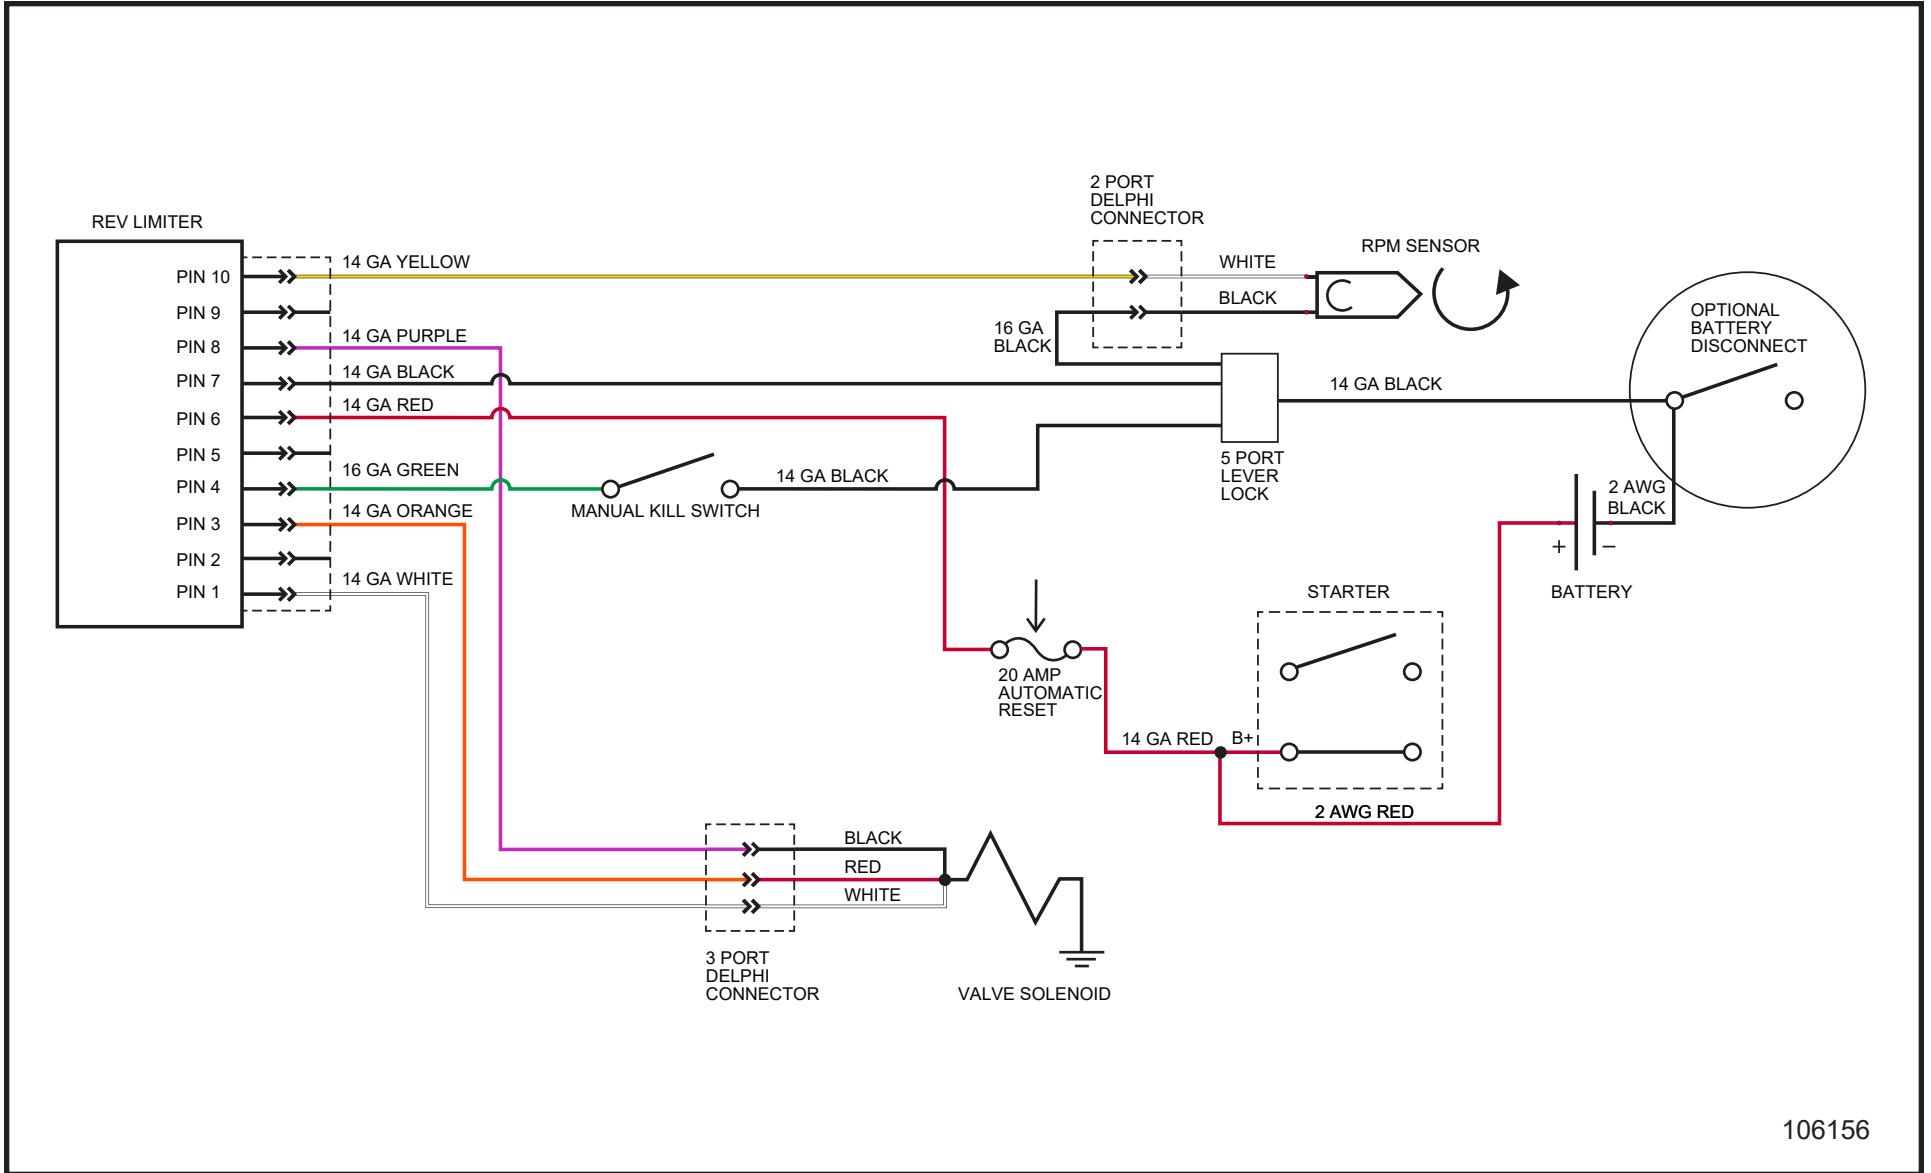 2 PORT
DELPHI
CONNECTOR
REV LIMITER
RPM SENSOR
PIN 10
14 GA YELLOW
WHITE
PIN 9
BLACK
16 GA
BLACK
OPTIONAL
BATTERY
DISCONNECT
PIN 8
14 GA PURPLE
PIN 7
14 GA BLACK
14 GA BLACK
PIN 6
14 GA RED
PIN 5
5 PORT
LEVER
LOCK
PIN 4
16 GA GREEN
14 GA BLACK
MANUAL KILL SWITCH
2 AWG
BLACK
PIN 3
14 GA ORANGE
+
–
PIN 2
PIN 1
14 GA WHITE
STARTER
BATTERY
20 AMP
AUTOMATIC
RESET
14 GA RED
B+
2 AWG RED
BLACK
RED
WHITE
3 PORT
DELPHI
CONNECTOR
VALVE SOLENOID
106156